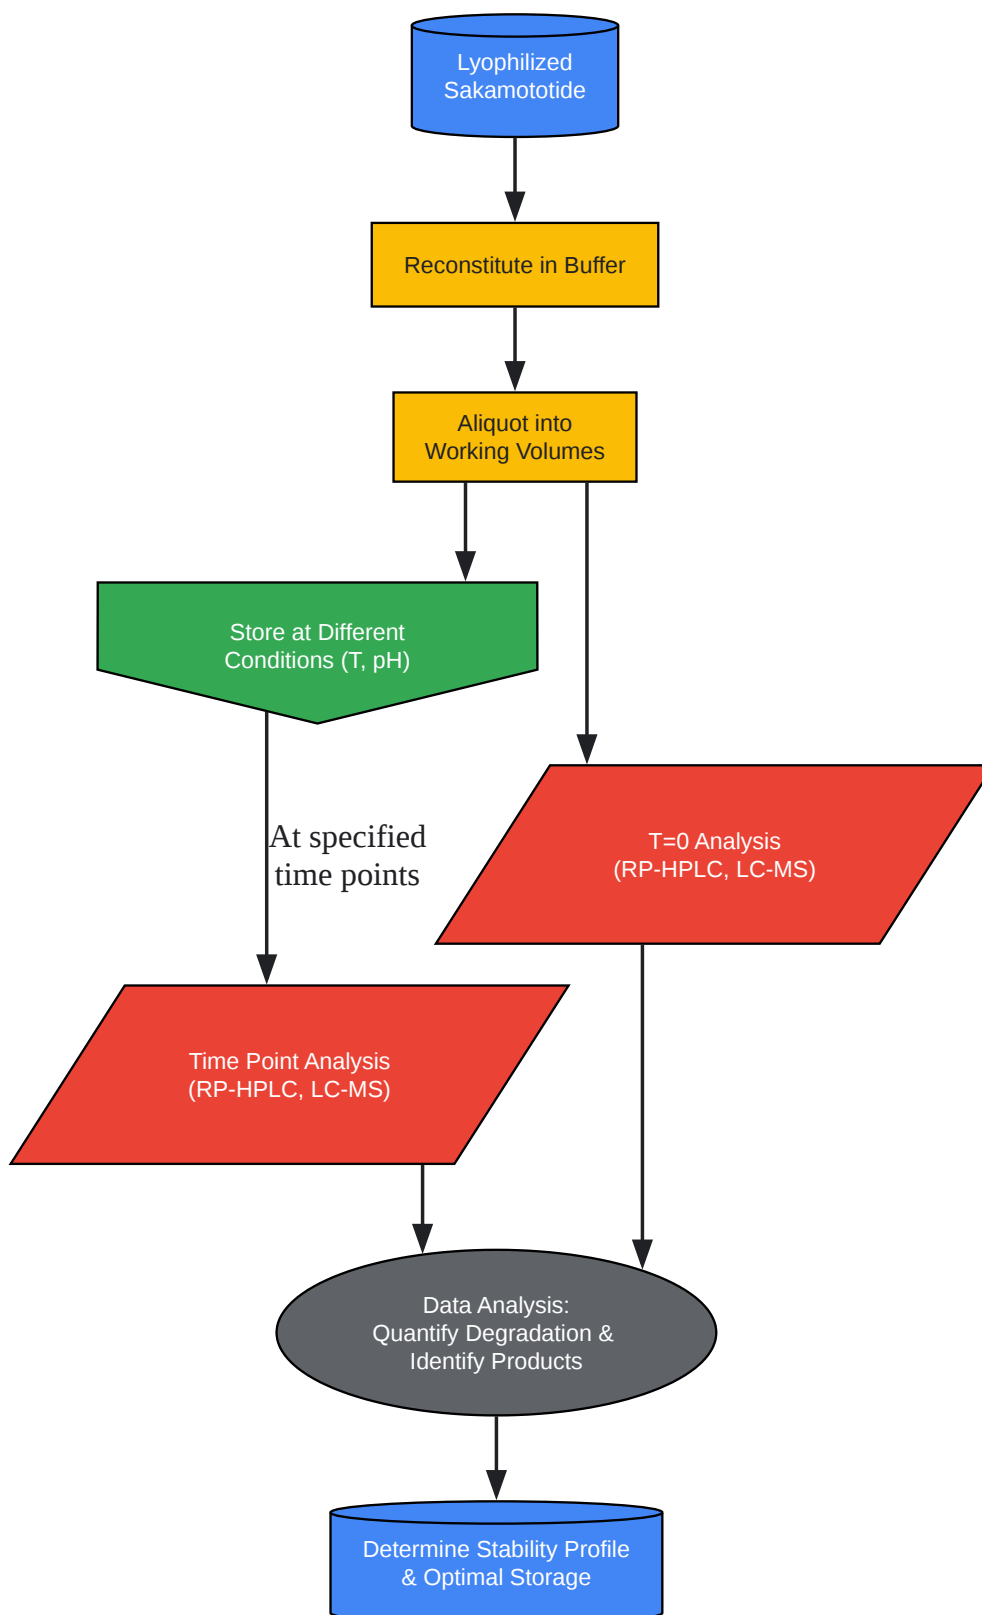 Lyophilized
Sakamototide
Reconstitute in Buffer
Aliquot into
Working Volumes
Store at Different
Conditions (T, pH)
At specified
time points
T=0 Analysis
(RP-HPLC, LC-MS)
Time Point Analysis
(RP-HPLC, LC-MS)
Data Analysis:
Quantify Degradation &
Identify Products
Determine Stability Profile
& Optimal Storage